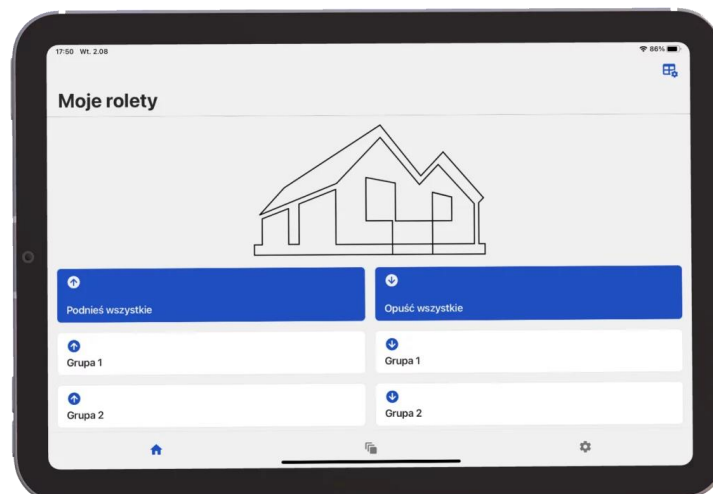 17:50 Wt. 2.08
86%
Moje rolety
Podnieś wszystkie
Opuść wszystkie
Grupa 1
Grupa 1
Grupa 2
Grupa 2